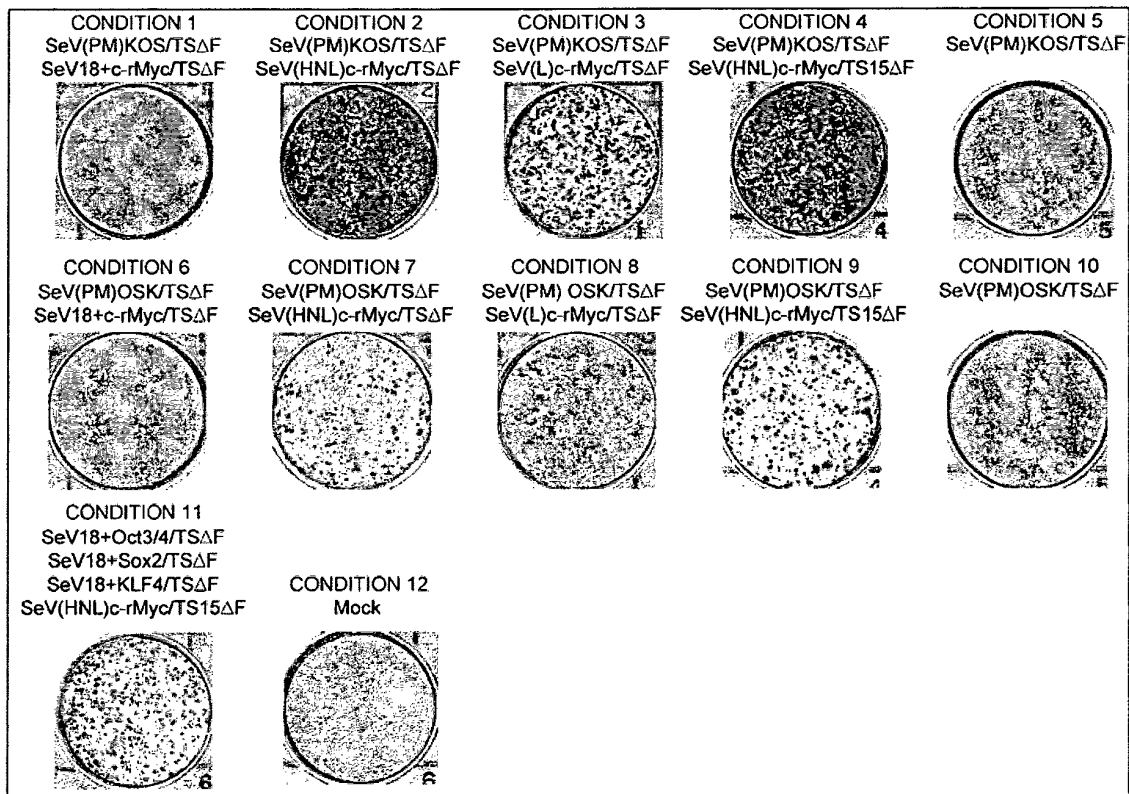 CONDITION 1
SeV(PM)KOS/TSΔF
SeV18+c-rMyc/TSΔF
CONDITION 2
SeV(PM)KOS/TSΔF
SeV(HNL)c-rMyc/TSΔF
2
CONDITION 3
SeV(PM)KOS/TSΔF
SeV(L)c-rMyc/TSΔF
CONDITION 4
SeV(PM)KOS/TSΔF
SeV(HNL)c-rMyc/TS15ΔF
4
CONDITION 5
SeV(PM)KOS/TSΔF
5
CONDITION 6
SeV(PM)OSK/TSΔF
SeV18+c-rMyc/TSΔF
CONDITION 7
SeV(PM)OSK/TSΔF
SeV(HNL)c-rMyc/TSΔF
CONDITION 8
SeV(PM) OSK/TSΔF
SeV(L)c-rMyc/TSΔF
CONDITION 9
SeV(PM)OSK/TSΔF
SeV(HNL)c-rMyc/TS15ΔF
CONDITION 10
SeV(PM)OSK/TSΔF
CONDITION 11
SeV18+Oct3/4/TSΔF
SeV18+Sox2/TSΔF
SeV18+KLF4/TSΔF
SeV(HNL)c-rMyc/TS15ΔF
6
CONDITION 12
Mock